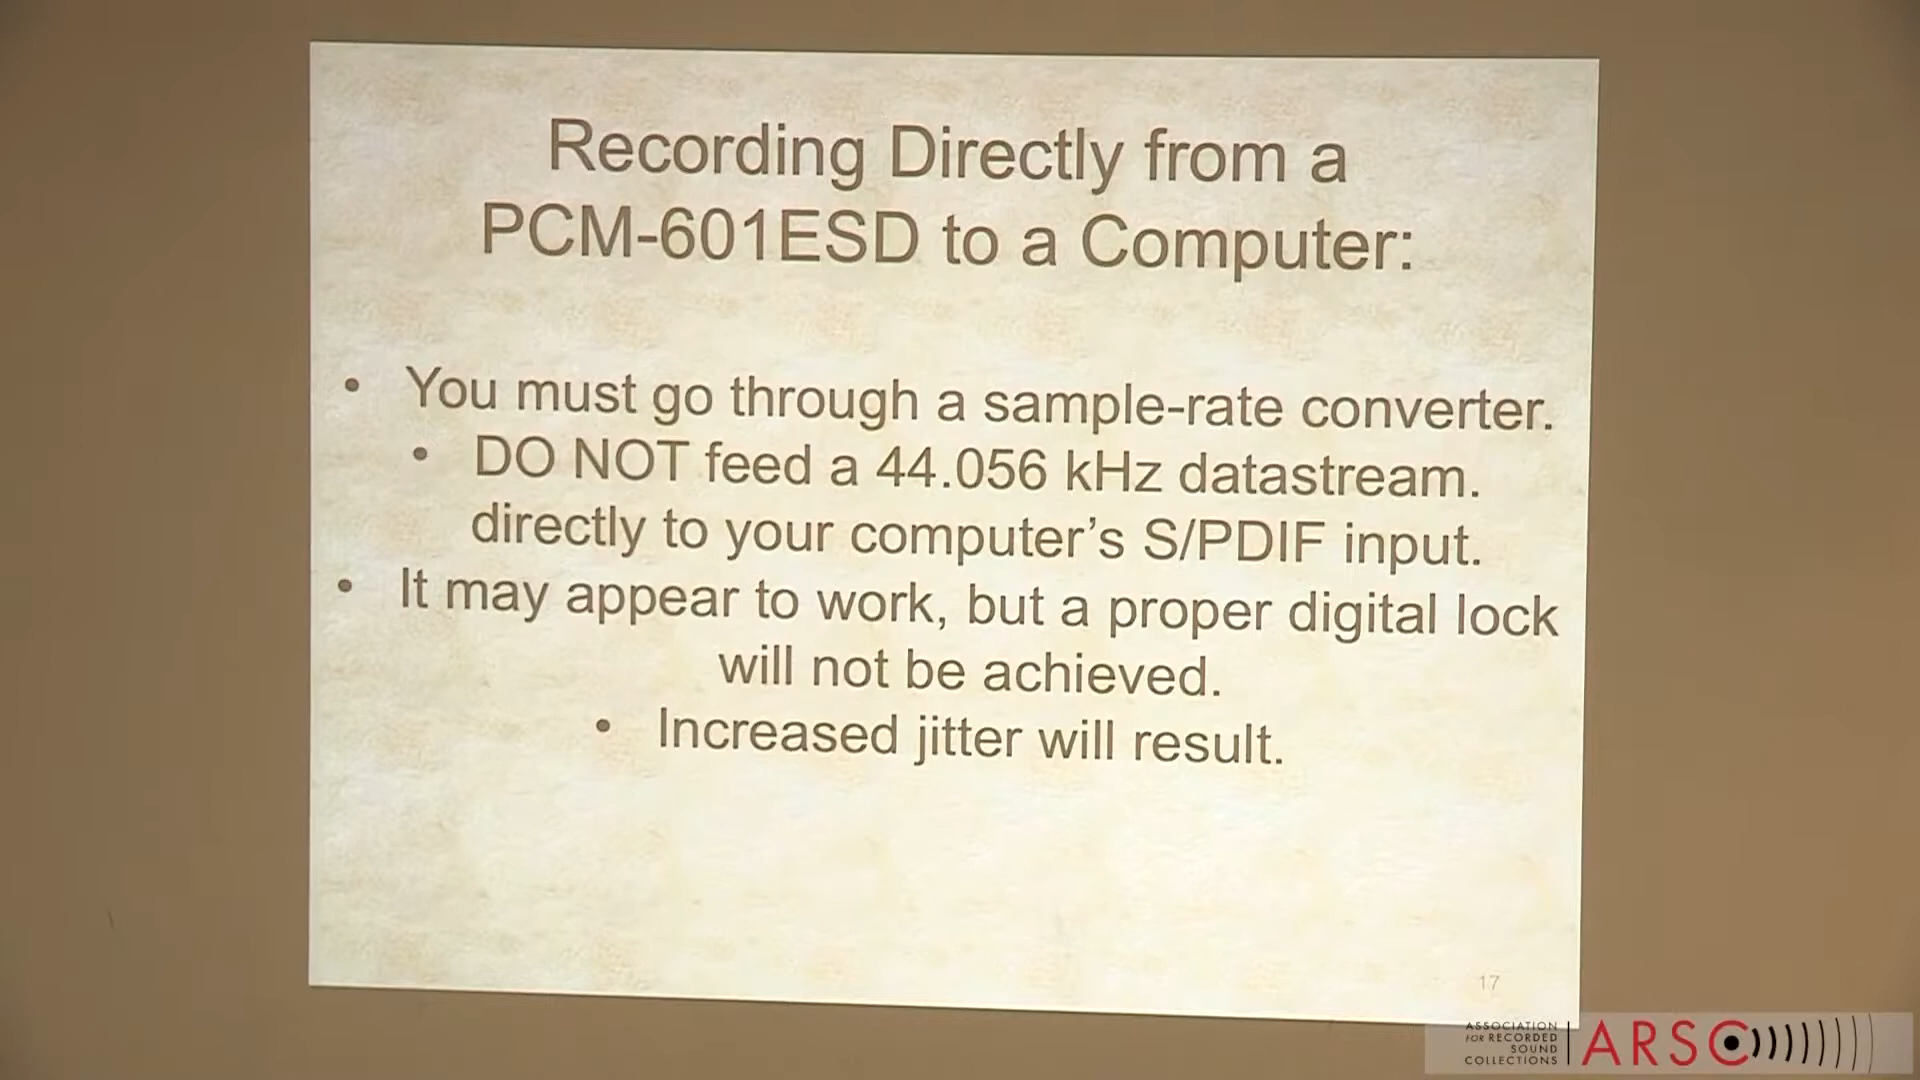 Recording Directly from a
PCM-601ESD to a Computer:
• You must go through a sample-rate converter.
• DO NOT feed a 44.056 kHz datastream.
directly to your computer's S/PDIF input.
• It may appear to work, but a proper digital lock
will not be achieved.
• Increased jitter will result.
17
ASSOCIATION
FOR RECORDED
SOUND
COLLECTIONS
ARSC